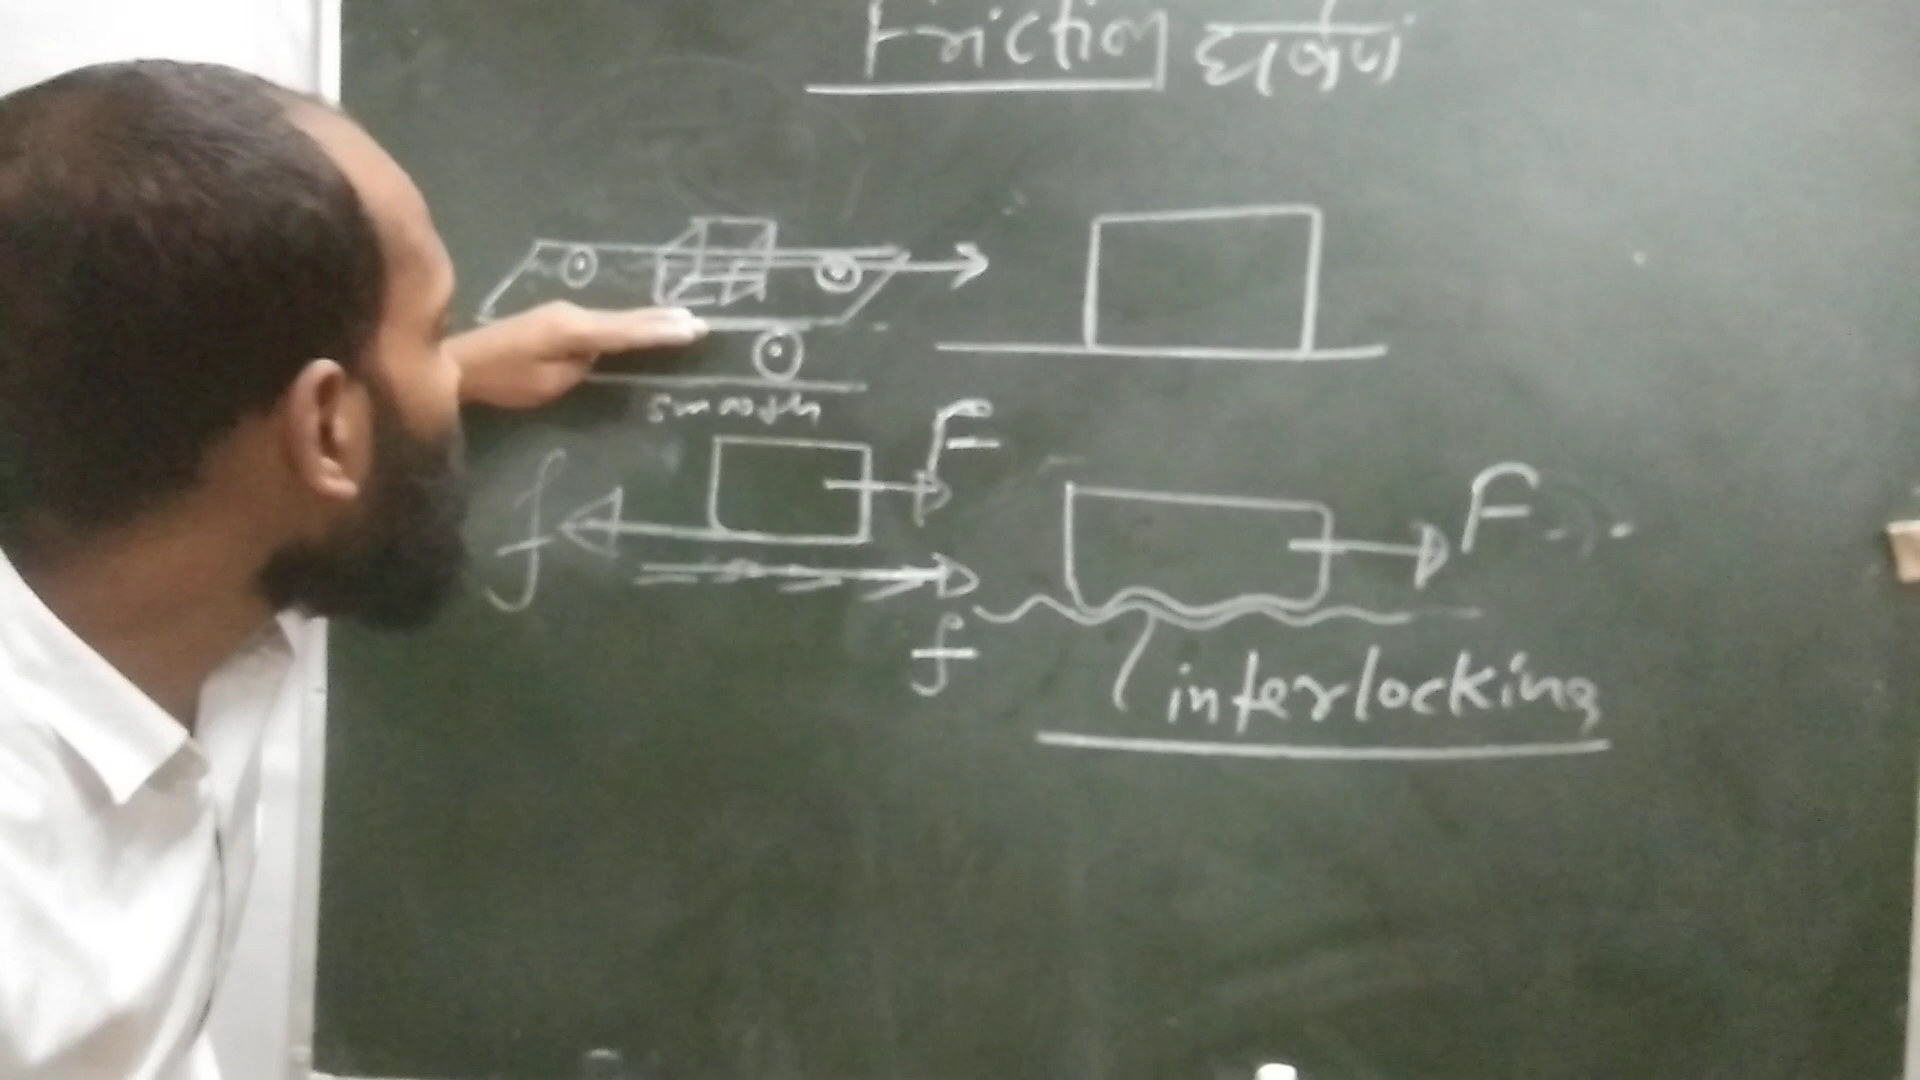 Friction घर्षण
smooth
F
f
F
f
interlocking